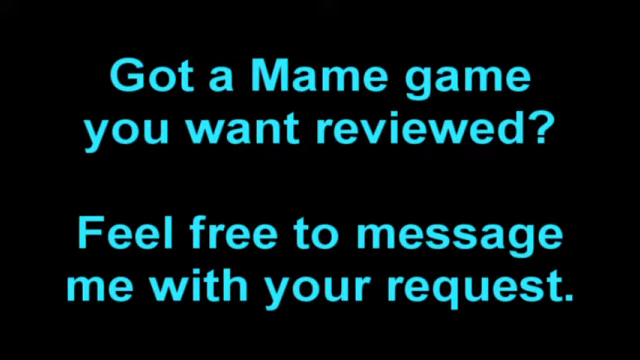 Got a Mame game
you want reviewed?
Feel free to message
me with your request.